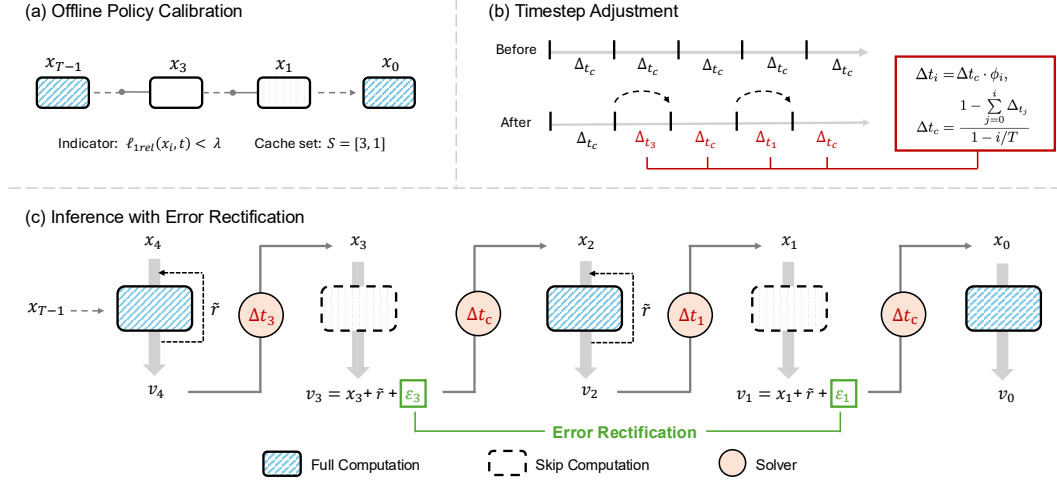 (a) Offline Policy Calibration
x_{T−1} x_3 x_1 x_0
Indicator: ℓ_{1rel}(x_i, t) < λ Cache set: S = [3, 1]
(b) Timestep Adjustment
Before
Δ_{t_c} Δ_{t_c} Δ_{t_c} Δ_{t_c} Δ_{t_c}
After
Δ_{t_c} Δ_{t_3} Δ_{t_c} Δ_{t_1} Δ_{t_c}
Δt_i = Δt_c · ϕ_i,
Δt_c = \frac{1 − \sum_{j=0}^{i} Δ_{t_j}}{1 − i/T}
(c) Inference with Error Rectification
x_4 x_3 x_2 x_1 x_0
x_{T−1} r̃ Δt_3 Δt_c r̃ Δt_1 Δt_c
v_4 v_3 = x_3 + r̃ + ε_3 v_2 v_1 = x_1 + r̃ + ε_1 v_0
Error Rectification
Full Computation Skip Computation Solver